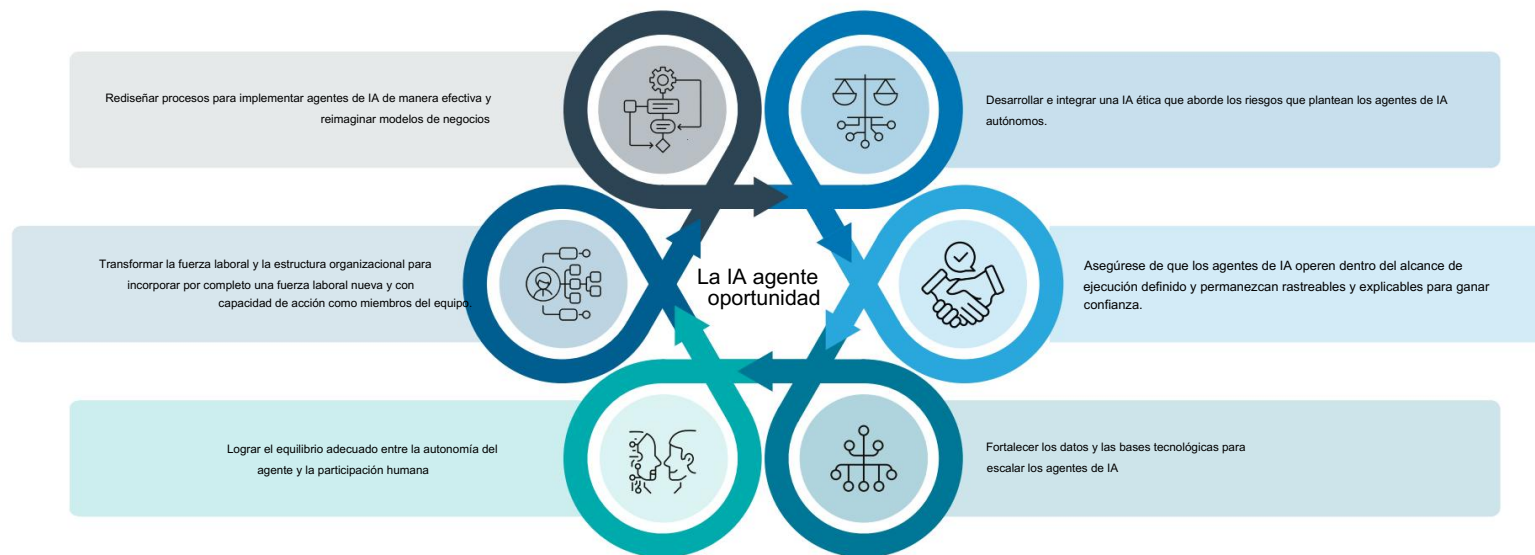 Rediseñar procesos para implementar agentes de IA de manera efectiva y
reimaginar modelos de negocios
Desarrollar e integrar una IA ética que aborde los riesgos que plantean los agentes de IA
autónomos.
Transformar la fuerza laboral y la estructura organizacional para
incorporar por completo una fuerza laboral nueva y con
capacidad de acción como miembros del equipo.
La IA agente
oportunidad
Asegúrese de que los agentes de IA operen dentro del alcance de
ejecución definido y permanezcan rastreables y explicables para ganar
confianza.
Lograr el equilibrio adecuado entre la autonomía del
agente y la participación humana
Fortalecer los datos y las bases tecnológicas para
escalar los agentes de IA